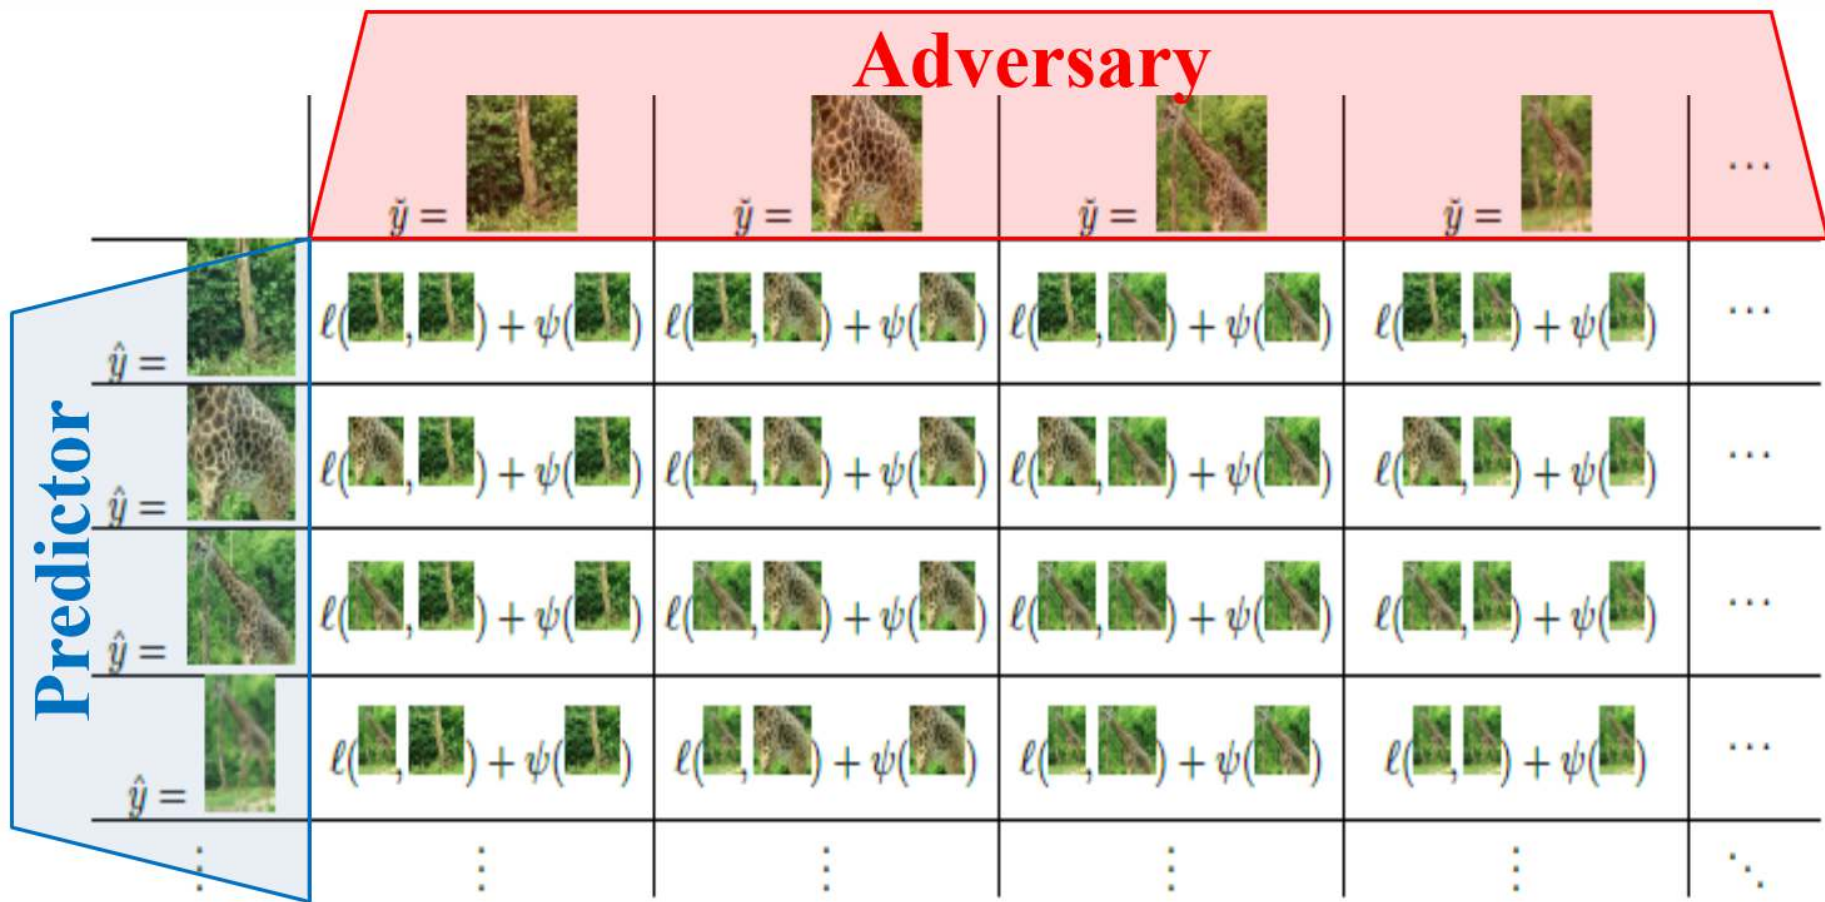 Adversary
y̌ = y̌ = y̌ = y̌ = ⋯
Predictor
ŷ = ℓ( , ) + ψ( ) ℓ( , ) + ψ( ) ℓ( , ) + ψ( ) ℓ( , ) + ψ( ) ⋯
ŷ = ℓ( , ) + ψ( ) ℓ( , ) + ψ( ) ℓ( , ) + ψ( ) ℓ( , ) + ψ( ) ⋯
ŷ = ℓ( , ) + ψ( ) ℓ( , ) + ψ( ) ℓ( , ) + ψ( ) ℓ( , ) + ψ( ) ⋯
ŷ = ℓ( , ) + ψ( ) ℓ( , ) + ψ( ) ℓ( , ) + ψ( ) ℓ( , ) + ψ( ) ⋯
⋮ ⋮ ⋮ ⋮ ⋮ ⋱